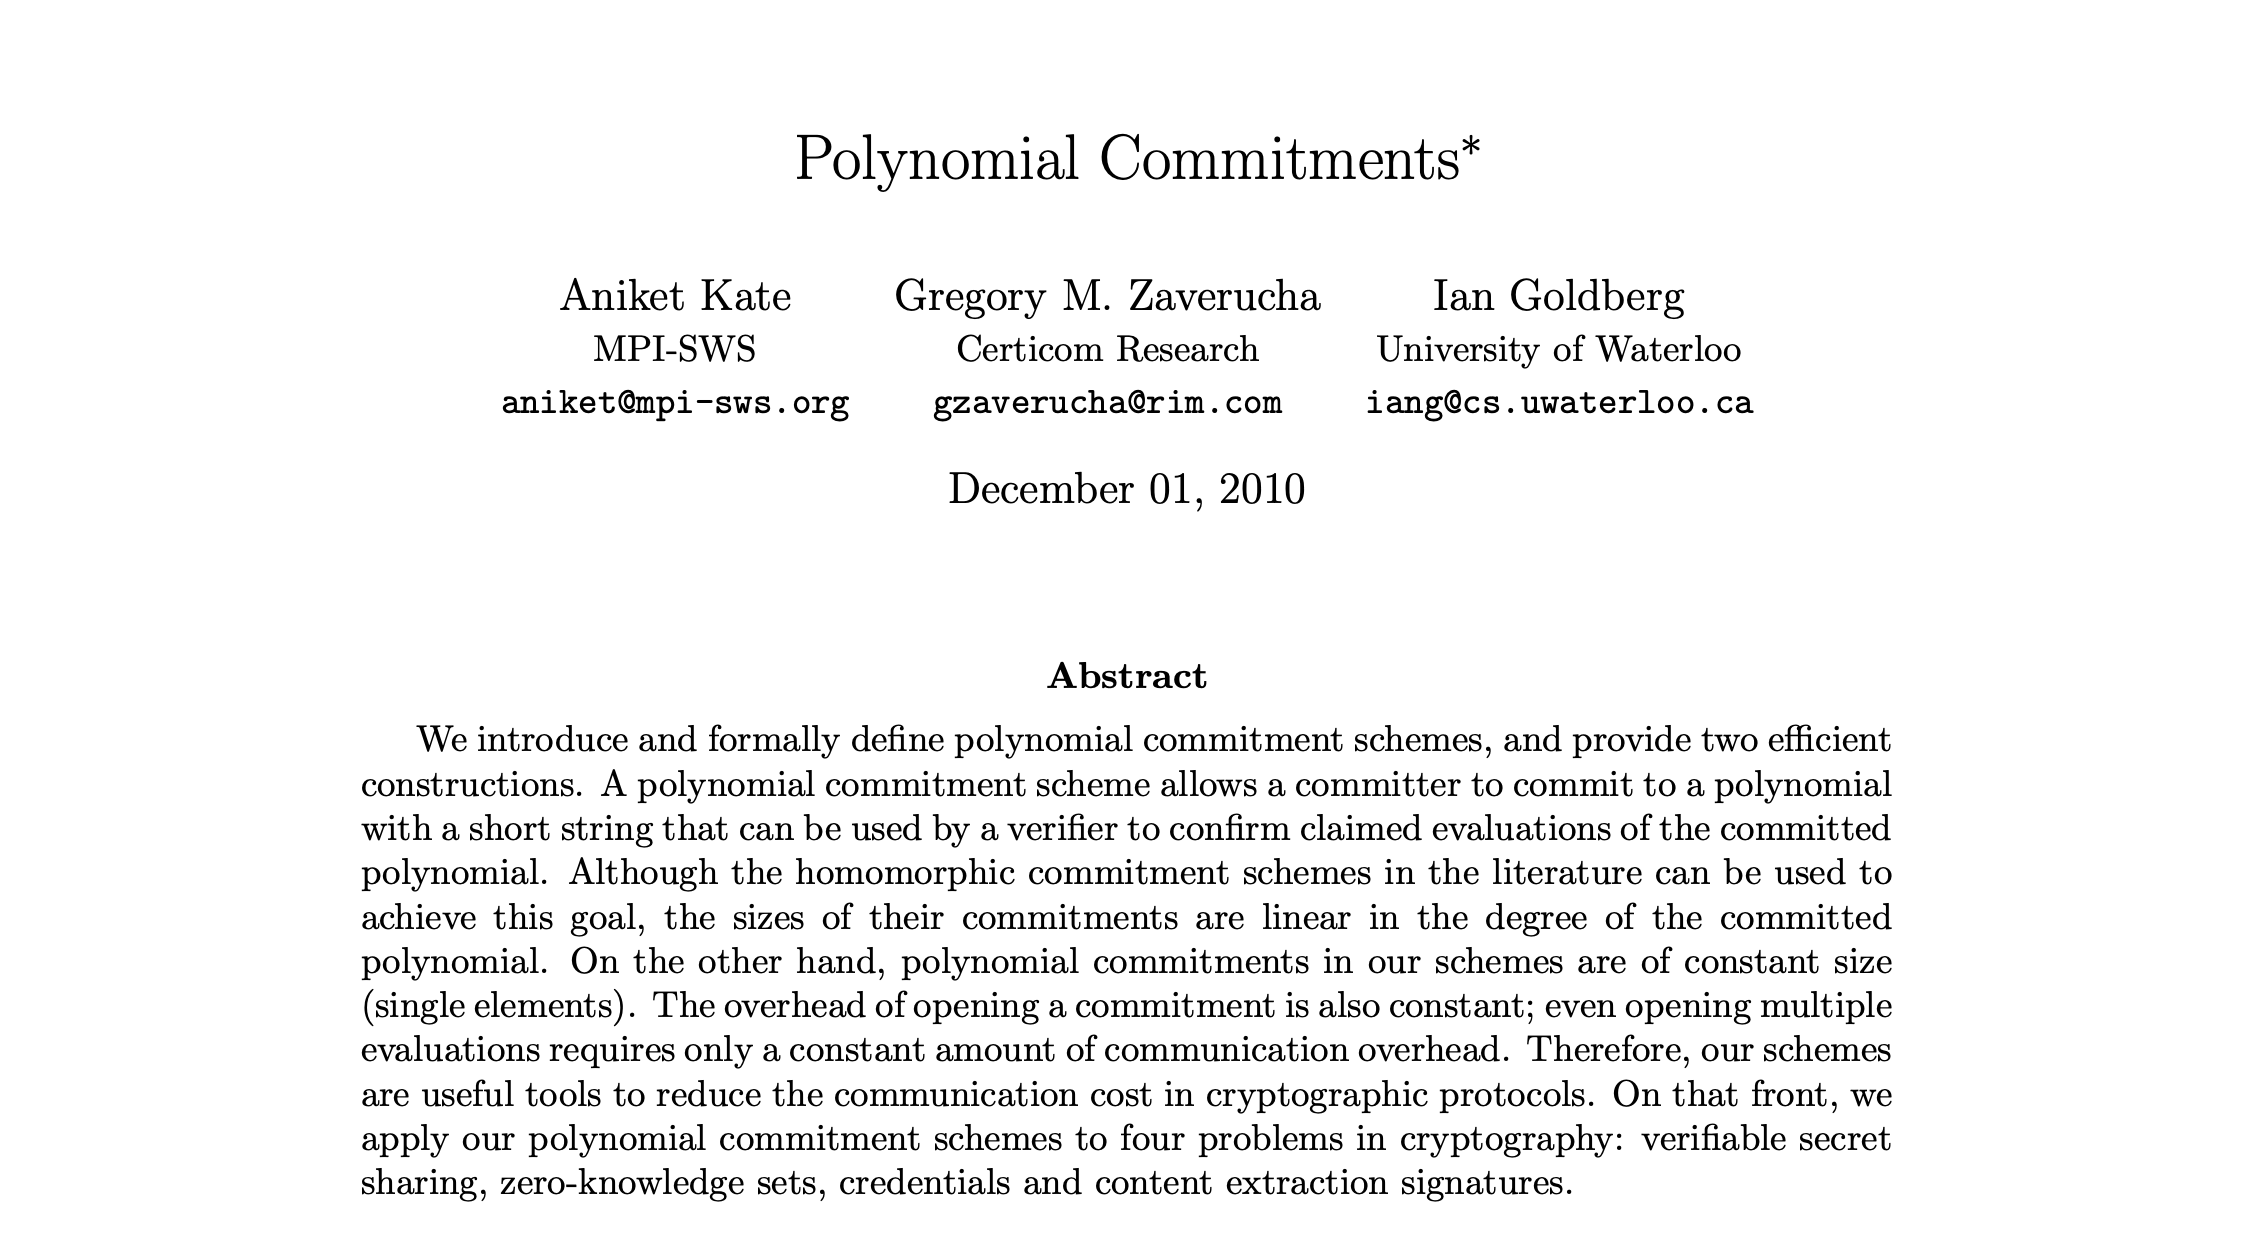 Polynomial Commitments*
Aniket Kate Gregory M. Zaverucha Ian Goldberg
MPI-SWS Certicom Research University of Waterloo
aniket@mpi-sws.org gzaverucha@rim.com iang@cs.uwaterloo.ca
December 01, 2010
Abstract
We introduce and formally define polynomial commitment schemes, and provide two efficient
constructions. A polynomial commitment scheme allows a committer to commit to a polynomial
with a short string that can be used by a verifier to confirm claimed evaluations of the committed
polynomial. Although the homomorphic commitment schemes in the literature can be used to
achieve this goal, the sizes of their commitments are linear in the degree of the committed
polynomial. On the other hand, polynomial commitments in our schemes are of constant size
(single elements). The overhead of opening a commitment is also constant; even opening multiple
evaluations requires only a constant amount of communication overhead. Therefore, our schemes
are useful tools to reduce the communication cost in cryptographic protocols. On that front, we
apply our polynomial commitment schemes to four problems in cryptography: verifiable secret
sharing, zero-knowledge sets, credentials and content extraction signatures.